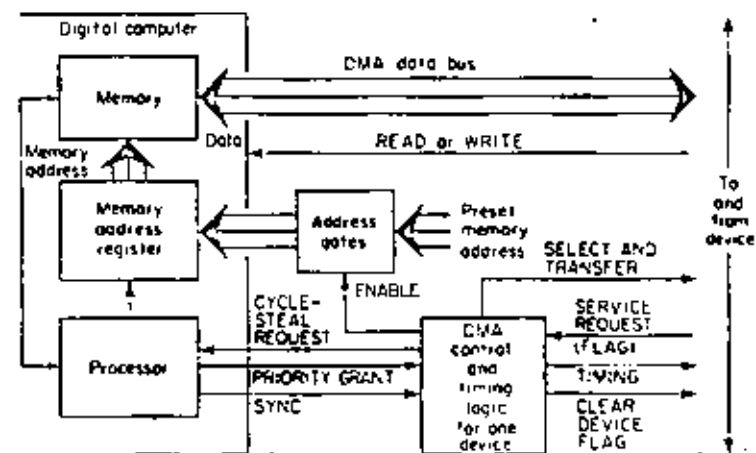 Digital computer
DMA data bus
Memory
Data
READ or WRITE
Memory
address
Memory
address
register
Address
gates
Preset
memory
address
To
and
from
device
SELECT AND
TRANSFER
ENABLE
CYCLE-
STEAL
REQUEST
SERVICE
REQUEST
(FLAG)
Processor
PRIORITY GRANT
SYNC
DMA
control
and
timing
logic
for one
device
TIMING
CLEAR
DEVICE
FLAG